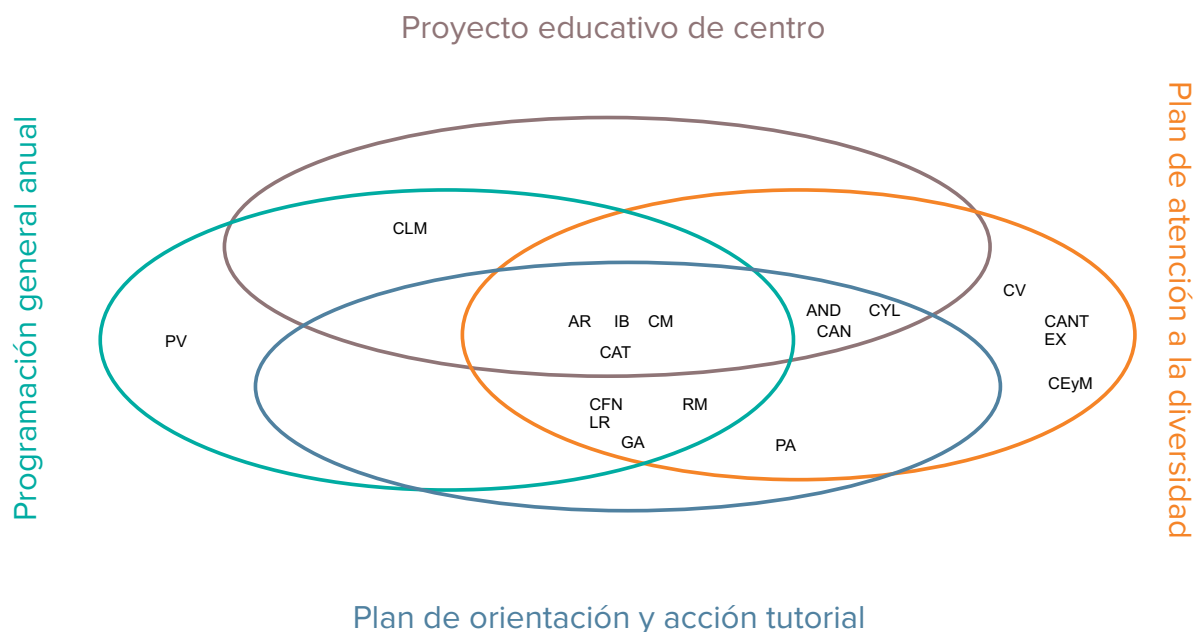 Proyecto educativo de centro
Programación general anual
Plan de atención a la diversidad
CLM
CV
AND CYL
CAN
AR IB CM
CANT
EX
PV
CAT
CEyM
CFN RM
LR
GA
PA
Plan de orientación y acción tutorial